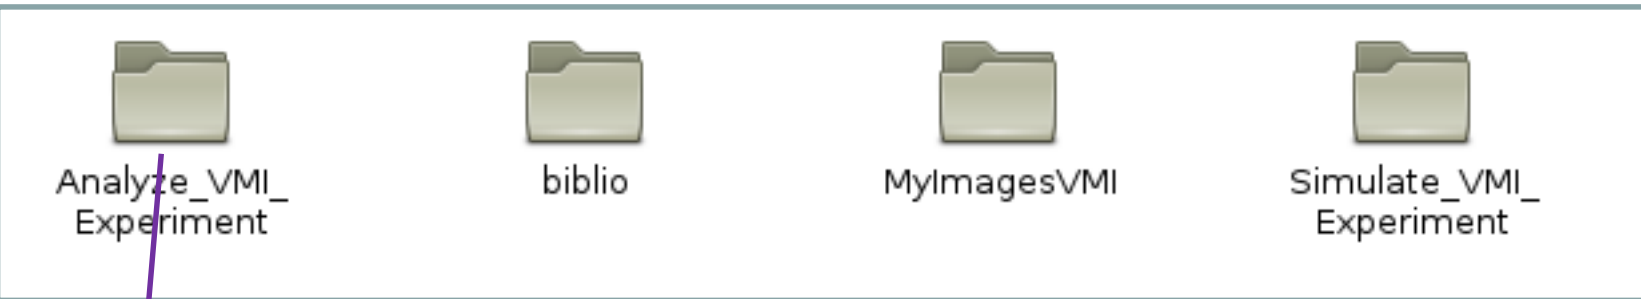 Analyze_VMI_
Experiment
biblio
MyImagesVMI
Simulate_VMI_
Experiment